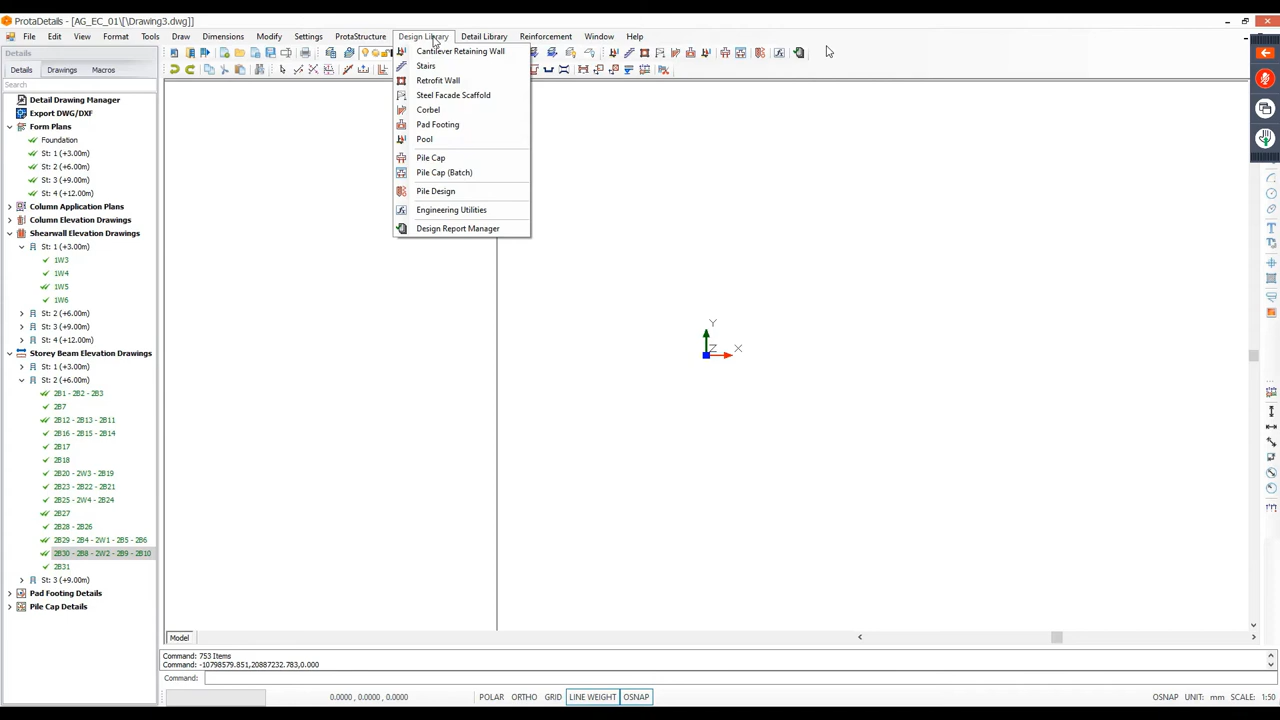 ProtaDetails - [AG_EC_01\[\Drawing3.dwg]]
File Edit View Format Tools Draw Dimensions Modify Settings ProtaStructure Design Library Detail Library Reinforcement Window Help
Details
Details Drawings Macros
Search
Detail Drawing Manager
Export DWG/DXF
Form Plans
Foundation
St: 1 (+3.00m)
St: 2 (+6.00m)
St: 3 (+9.00m)
St: 4 (+12.00m)
Column Application Plans
Column Elevation Drawings
Shearwall Elevation Drawings
St: 1 (+3.00m)
1W3
1W4
1W5
1W6
St: 2 (+6.00m)
St: 3 (+9.00m)
St: 4 (+12.00m)
Storey Beam Elevation Drawings
St: 1 (+3.00m)
St: 2 (+6.00m)
2B1 - 2B2 - 2B3
2B7
2B12 - 2B13 - 2B11
2B16 - 2B15 - 2B14
2B17
2B18
2B20 - 2W3 - 2B19
2B23 - 2B22 - 2B21
2B25 - 2W4 - 2B24
2B27
2B28 - 2B26
2B29 - 2B4 - 2W1 - 2B5 - 2B6
2B30 - 2B8 - 2W2 - 2B9 - 2B10
2B31
St: 3 (+9.00m)
Pad Footing Details
Pile Cap Details
Cantilever Retaining Wall
Stairs
Retrofit Wall
Steel Facade Scaffold
Corbel
Pad Footing
Pool
Pile Cap
Pile Cap (Batch)
Pile Design
Engineering Utilities
Design Report Manager
Y
Z X
Model
Command: 753 Items
Command: -10798579.851,20887232.783,0.000
Command:
0.0000 , 0.0000 , 0.0000 POLAR ORTHO GRID LINE WEIGHT OSNAP OSNAP UNIT: mm SCALE: 1:50